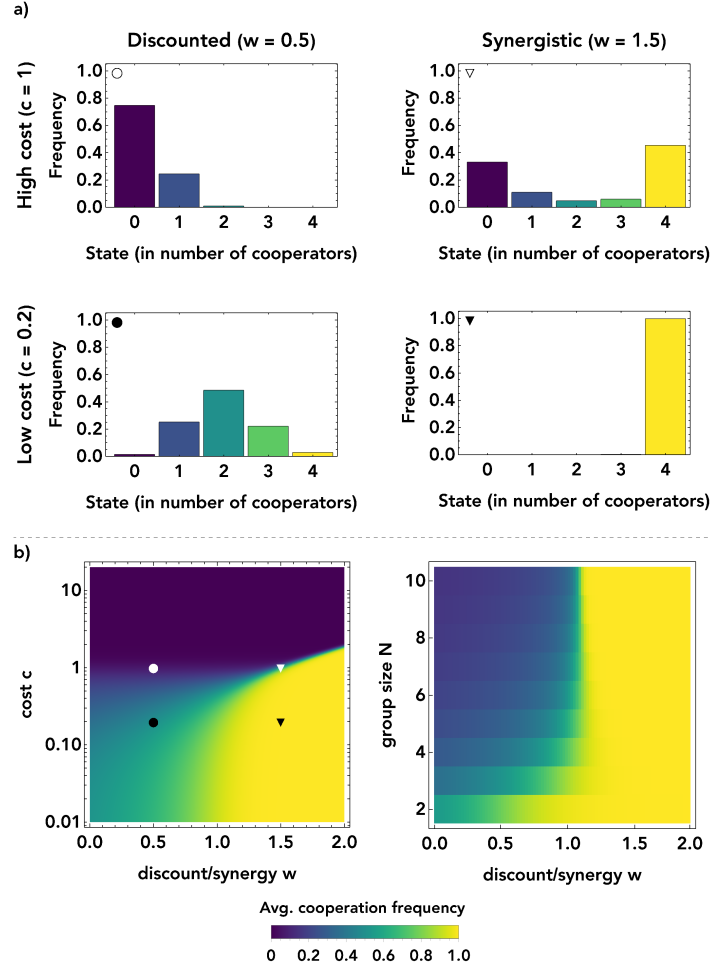 a)
Discounted (w = 0.5)
Synergistic (w = 1.5)
High cost (c = 1)
Frequency
1.0
0.8
0.6
0.4
0.2
0.0
0 1 2 3 4
State (in number of cooperators)
Frequency
1.0
0.8
0.6
0.4
0.2
0.0
0 1 2 3 4
State (in number of cooperators)
Low cost (c = 0.2)
Frequency
1.0
0.8
0.6
0.4
0.2
0.0
0 1 2 3 4
State (in number of cooperators)
Frequency
1.0
0.8
0.6
0.4
0.2
0.0
0 1 2 3 4
State (in number of cooperators)
b)
cost c
10
1
0.10
0.01
0.0 0.5 1.0 1.5 2.0
discount/synergy w
group size N
10
8
6
4
2
0.0 0.5 1.0 1.5 2.0
discount/synergy w
Avg. cooperation frequency
0 0.2 0.4 0.6 0.8 1.0